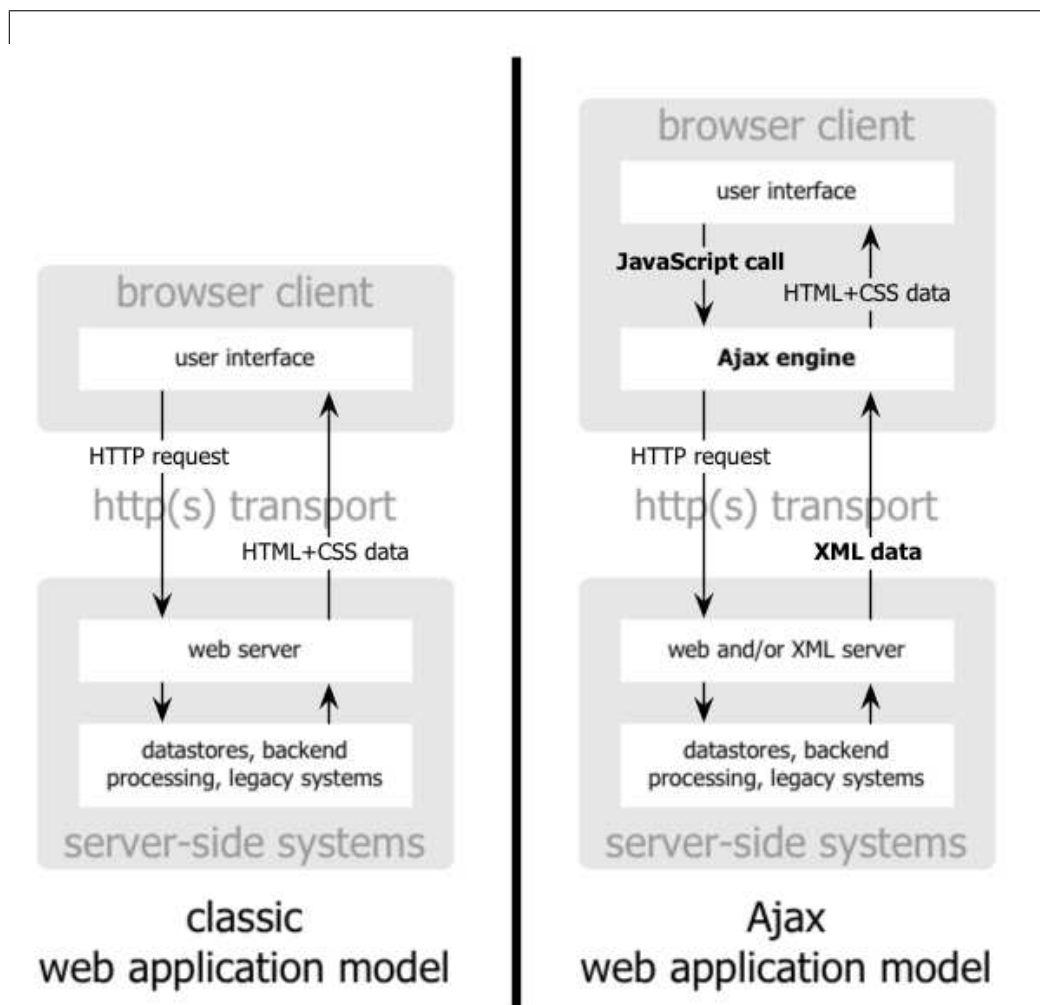 browser client
user interface
HTTP request
http(s) transport
HTML+CSS data
web server
datastores, backend
processing, legacy systems
server-side systems
classic
web application model
browser client
user interface
JavaScript call
HTML+CSS data
Ajax engine
HTTP request
http(s) transport
XML data
web and/or XML server
datastores, backend
processing, legacy systems
server-side systems
Ajax
web application model